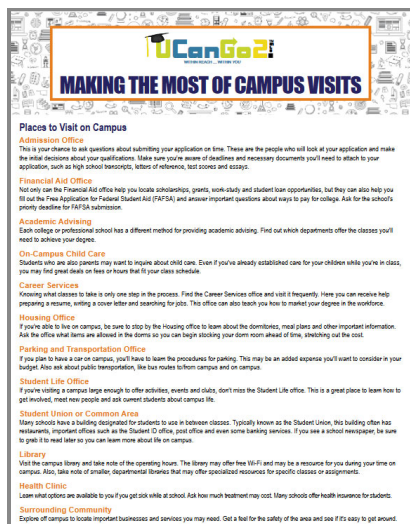 UCanGo2!
WITHIN REACH ... WITHIN YOU
MAKING THE MOST OF CAMPUS VISITS
Places to Visit on Campus
Admission Office
This is your chance to ask questions about submitting your application on time. These are the people who will look at your application and make
the initial decisions about your qualifications. Make sure you're aware of deadlines and necessary documents you'll need to attach to your
application, such as high school transcripts, letters of reference, test scores and essays.
Financial Aid Office
Not only can the Financial Aid office help you locate scholarships, grants, work-study and student loan opportunities, but they can also help you
fill out the Free Application for Federal Student Aid (FAFSA) and answer important questions about ways to pay for college. Ask for the school's
priority deadline for FAFSA submission.
Academic Advising
Each college or professional school has a different method for providing academic advising. Find out which departments offer the classes you'll
need to achieve your degree.
On-Campus Child Care
Students who are also parents may want to inquire about child care. Even if you've already established care for your children while you're in class,
you may find great deals on fees or hours that fit your class schedule.
Career Services
Knowing what classes to take is only one step in the process. Find the Career Services office and visit it frequently. Here you can receive help
preparing a resume, writing a cover letter and searching for jobs. This office can also teach you how to market your degree in the workforce.
Housing Office
If you're able to live on campus, be sure to stop by the Housing office to learn about the dormitories, meal plans and other important information.
Ask the office what items are allowed in the dorms so you can begin stocking your dorm room ahead of time, stretching out the cost.
Parking and Transportation Office
If you plan to have a car on campus, you'll have to learn the procedures for parking. This may be an added expense you'll want to consider in your
budget. Also ask about public transportation, like bus routes to/from campus and on campus.
Student Life Office
If you're visiting a campus large enough to offer activities, events and clubs, don't miss the Student Life office. This is a great place to learn how to
get involved, meet new people and ask current students about campus life.
Student Union or Common Area
Many schools have a building designated for students to use in between classes. Typically known as the Student Union, this building often has
restaurants, important offices such as the Student ID office, post office and even some banking services. If you see a school newspaper, be sure
to grab it to read later so you can learn more about life on campus.
Library
Visit the campus library and take note of the operating hours. The library may offer free Wi-Fi and may be a resource for you during your time on
campus. Also, take note of smaller, departmental libraries that may offer specialized resources for specific classes or assignments.
Health Clinic
Learn what options are available to you if you get sick while at school. Ask how much treatment may cost. Many schools offer health insurance for students.
Surrounding Community
Explore off campus to locate important businesses and services you may need. Get a feel for the safety of the area and see if it's easy to get around.